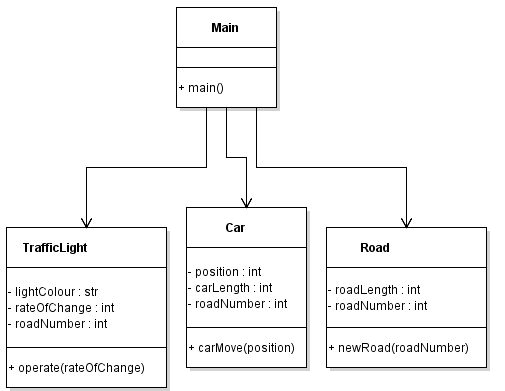 Main
+ main()
TrafficLight
- lightColour : str
- rateOfChange : int
- roadNumber : int
+ operate(rateOfChange)
Car
- position : int
- carLength : int
- roadNumber : int
+ carMove(position)
Road
- roadLength : int
- roadNumber : int
+ newRoad(roadNumber)